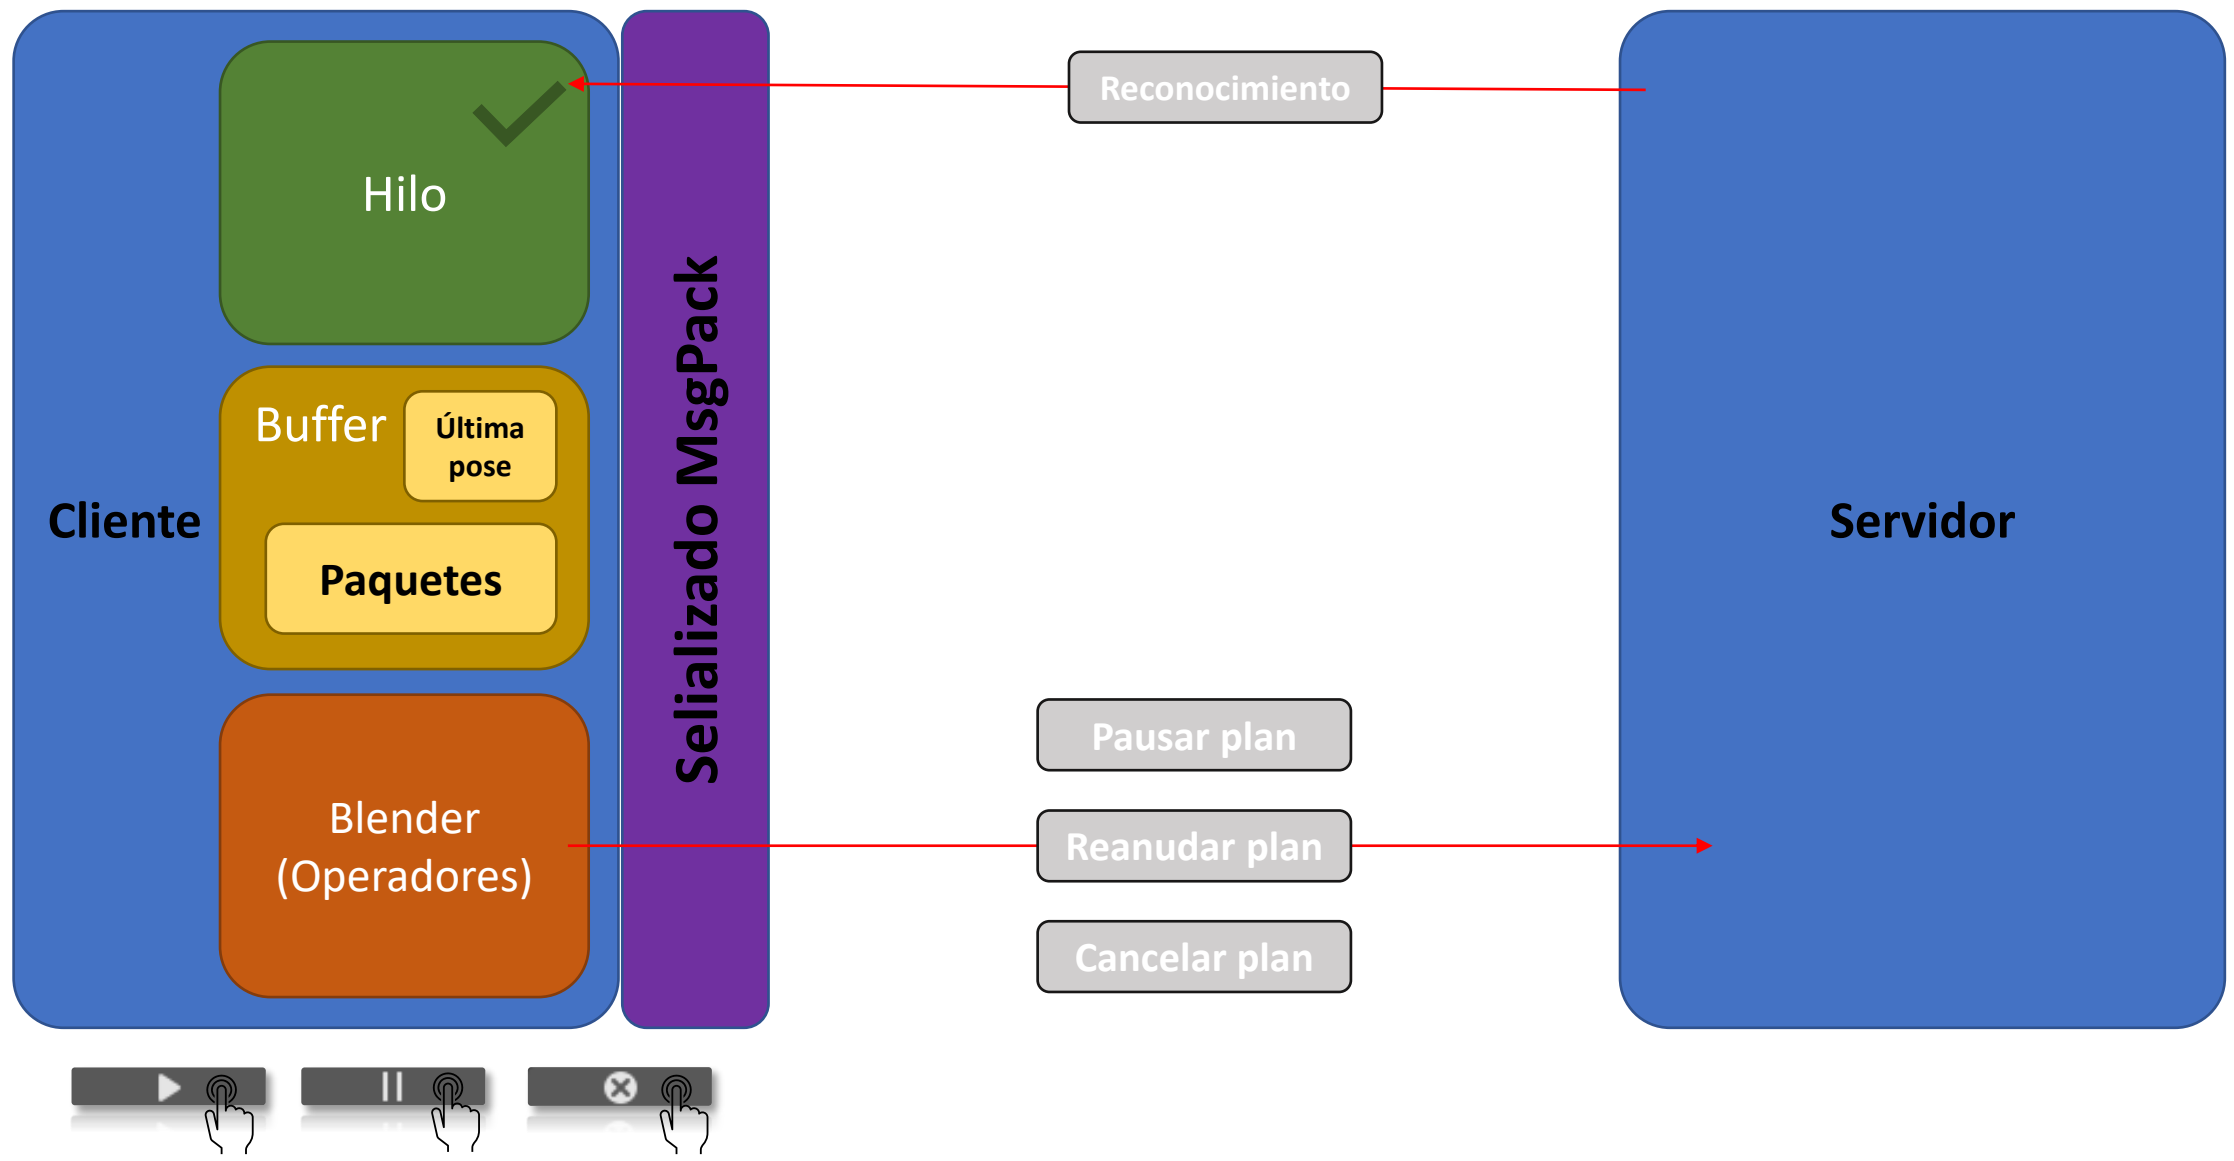 Hilo
Reconocimiento
Buffer
Última
pose
Cliente
Paquetes
Selializado MsgPack
Servidor
Blender
(Operadores)
Pausar plan
Reanudar plan
Cancelar plan